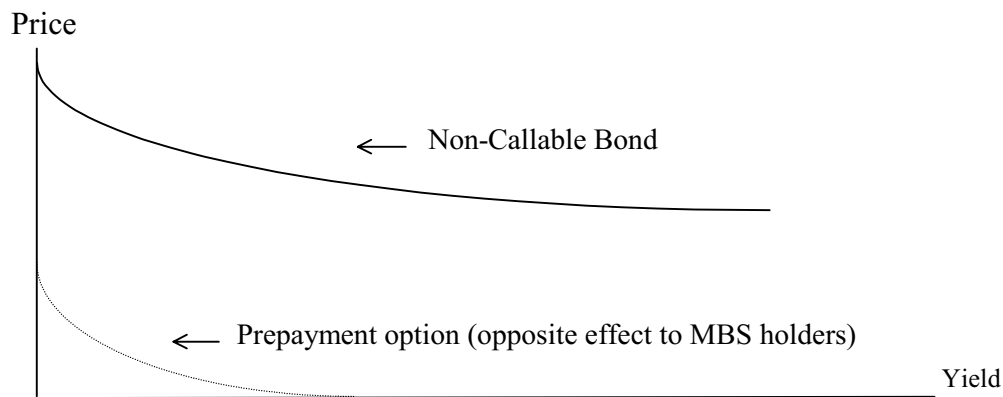 Price
Non-Callable Bond
Prepayment option (opposite effect to MBS holders)
Yield